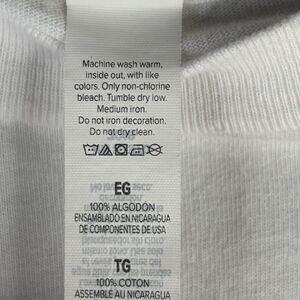 Machine wash warm,
inside out, with like
colors. Only non-chlorine
bleach. Tumble dry low.
Medium iron.
Do not iron decoration.
Do not dry clean.
EG
100% ALGODÓN
ENSAMBLADO EN NICARAGUA
DE COMPONENTES DE USA
TG
100% COTON
ASSEMBLÉ AU NICARAGUA